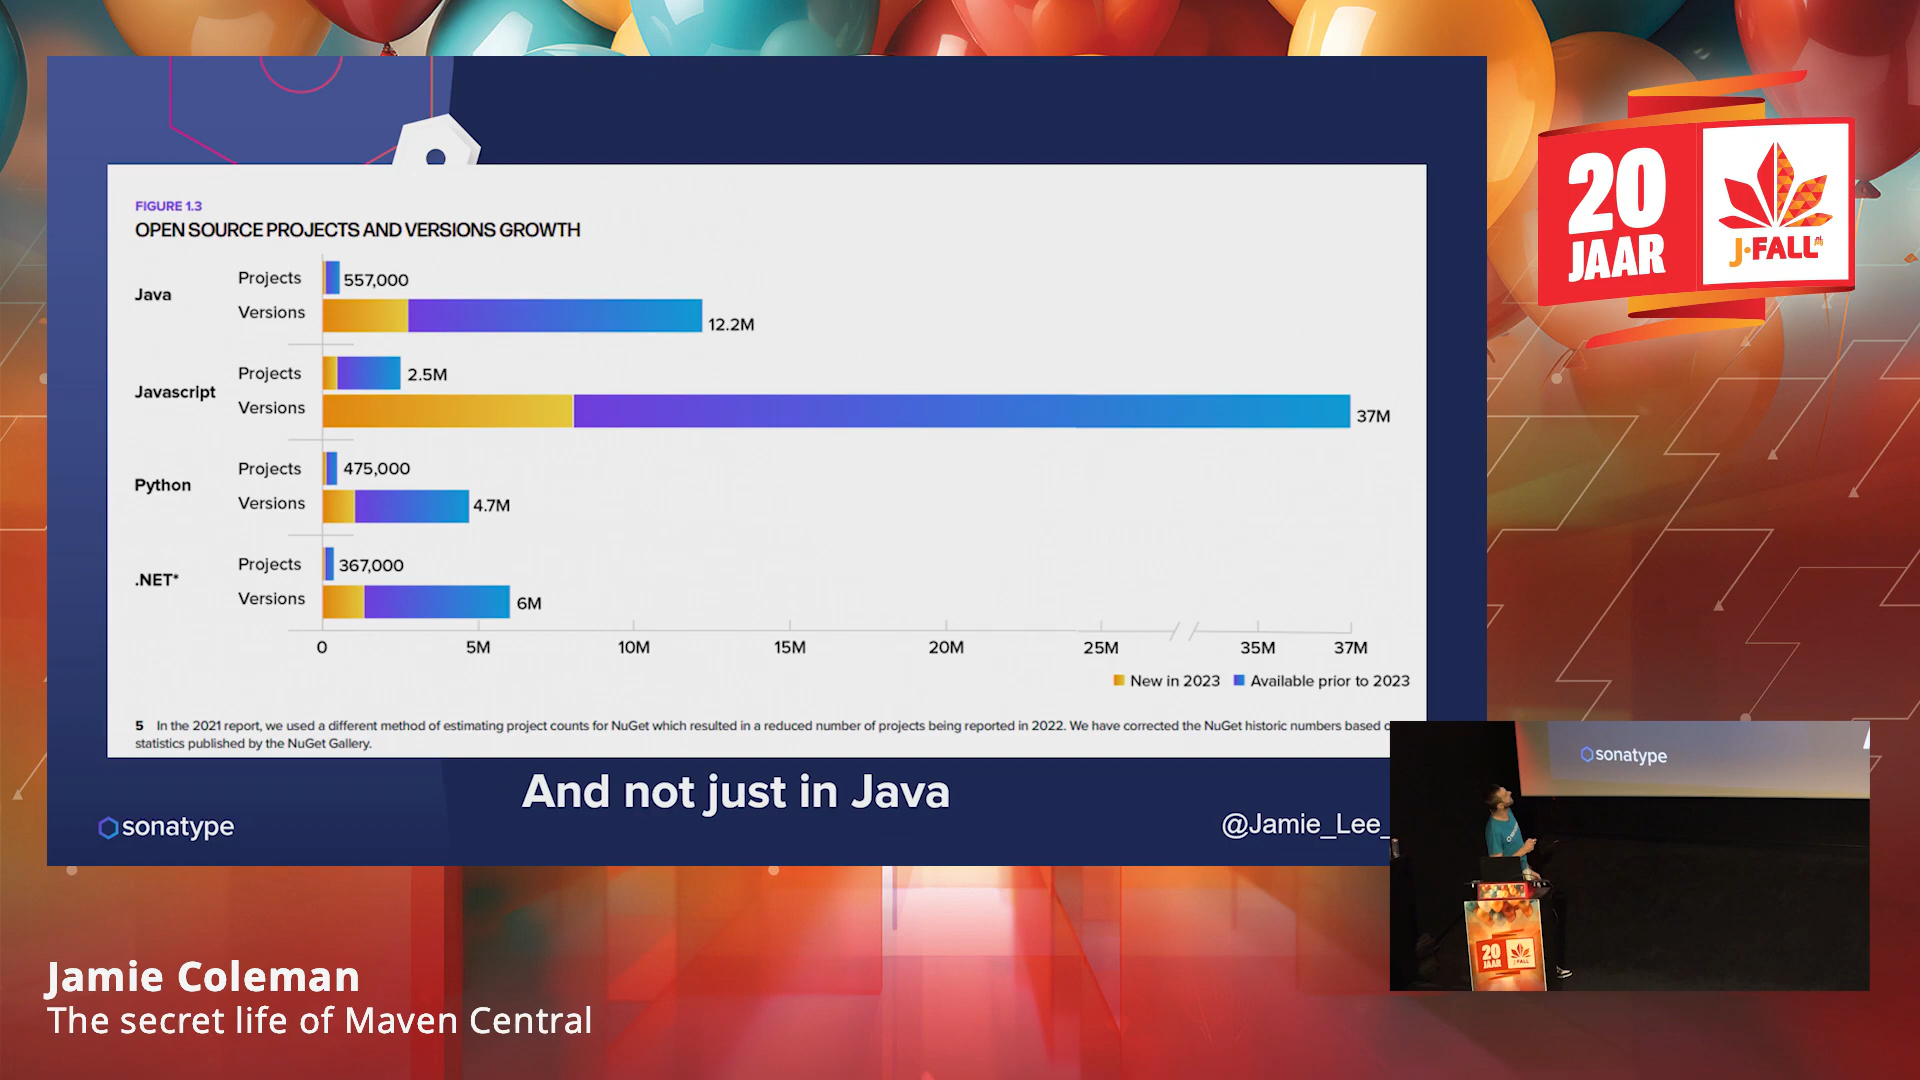 FIGURE 1.3
OPEN SOURCE PROJECTS AND VERSIONS GROWTH
Java
Projects 557,000
Versions 12.2M
Javascript
Projects 2.5M
Versions 37M
Python
Projects 475,000
Versions 4.7M
.NET*
Projects 367,000
Versions 6M
0 5M 10M 15M 20M 25M 35M 37M
New in 2023 Available prior to 2023
5 In the 2021 report, we used a different method of estimating project counts for NuGet which resulted in a reduced number of projects being reported in 2022. We have corrected the NuGet historic numbers based
statistics published by the NuGet Gallery.
And not just in Java
sonatype
@Jamie_Lee_
20
JAAR
J-FALL
sonatype
20
JAAR
J-FALL
Jamie Coleman
The secret life of Maven Central